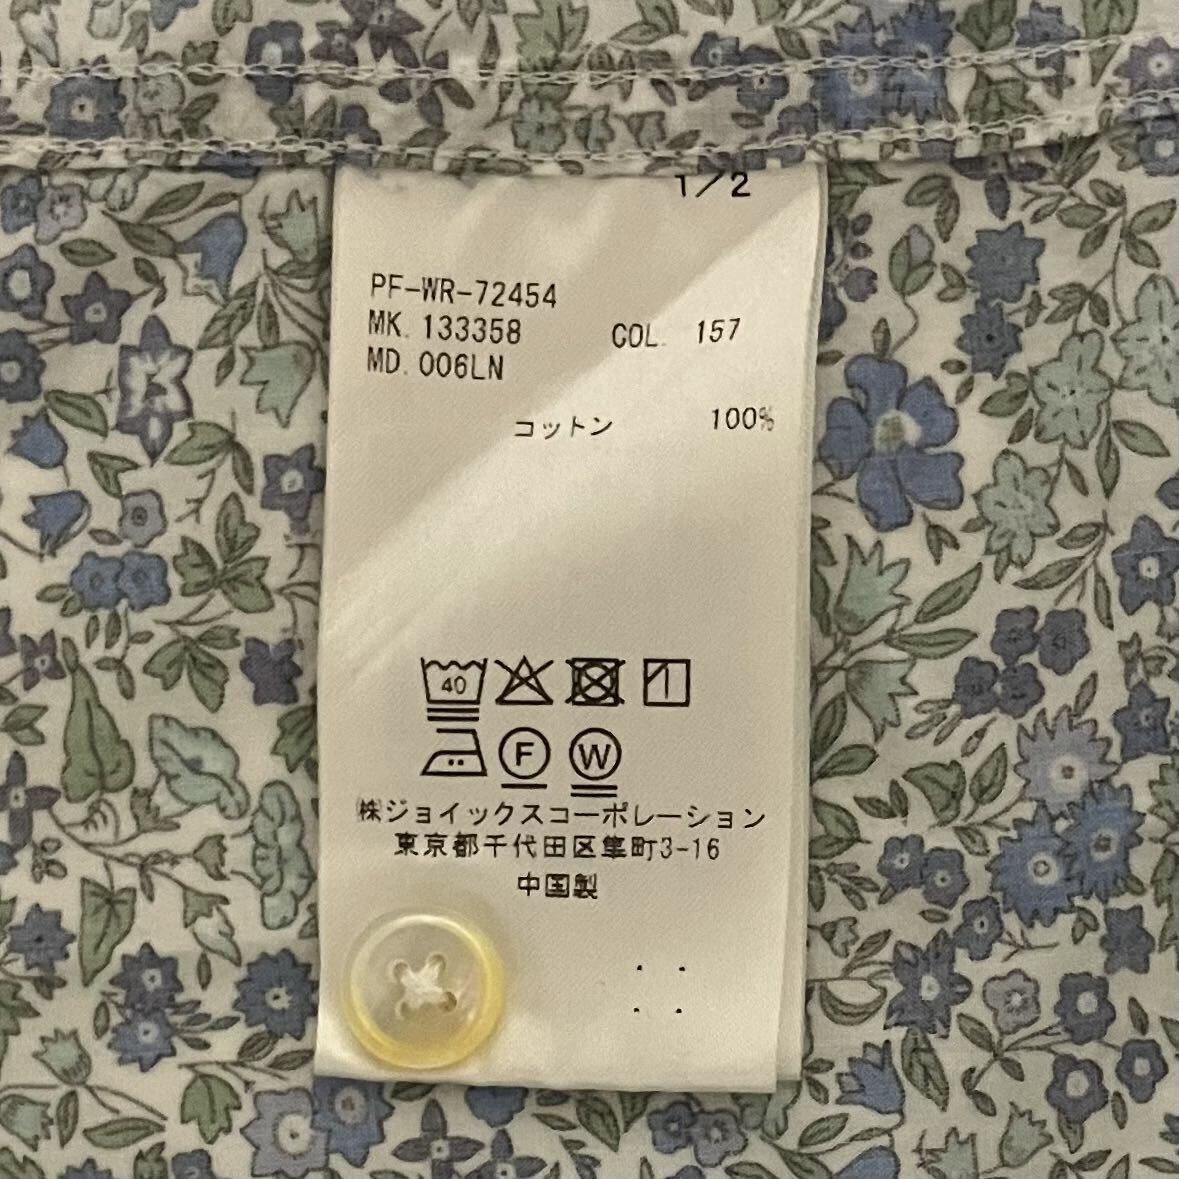 1/2
PF-WR-72454
MK. 133358 COL. 157
MD. 006LN
コットン 100%
40
F W
㈱ジョイックスコーポレーション
東京都千代田区隼町3-16
中国製